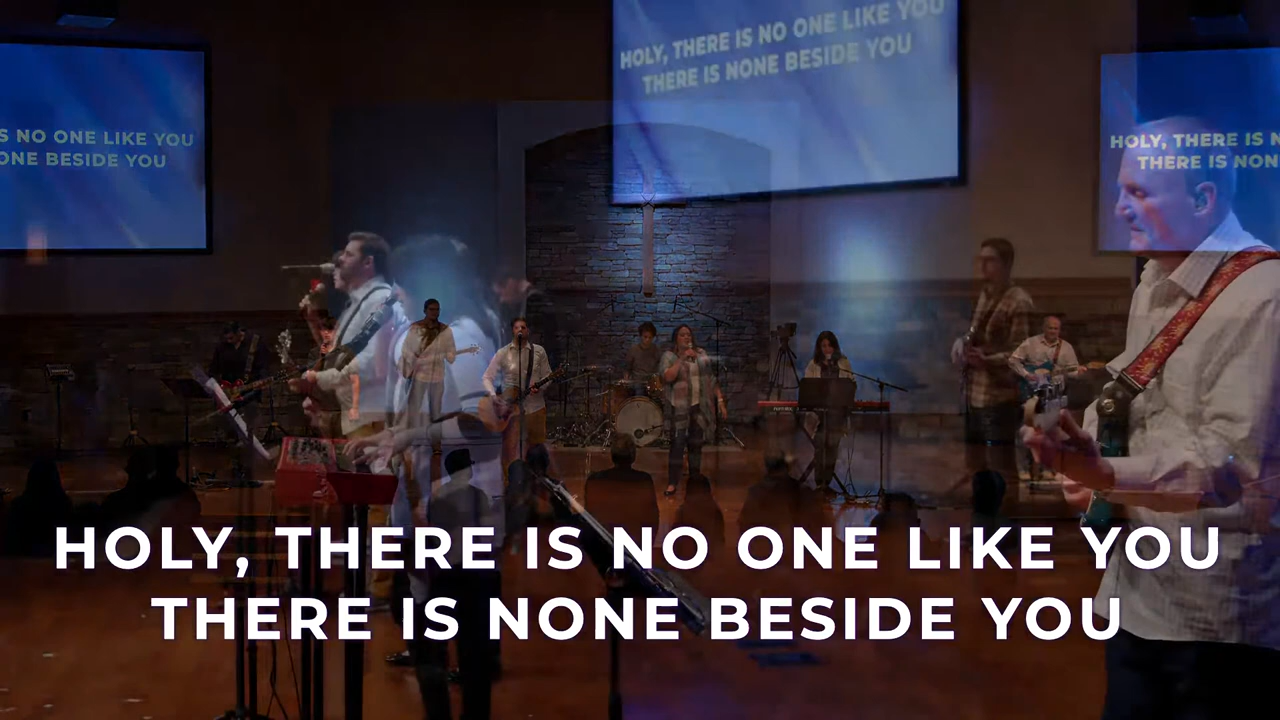 S NO ONE LIKE YOU
ONE BESIDE YOU
HOLY, THERE IS NO ONE LIKE YOU
THERE IS NONE BESIDE YOU
HOLY, THERE IS N
THERE IS NON
HOLY, THERE IS NO ONE LIKE YOU
THERE IS NONE BESIDE YOU